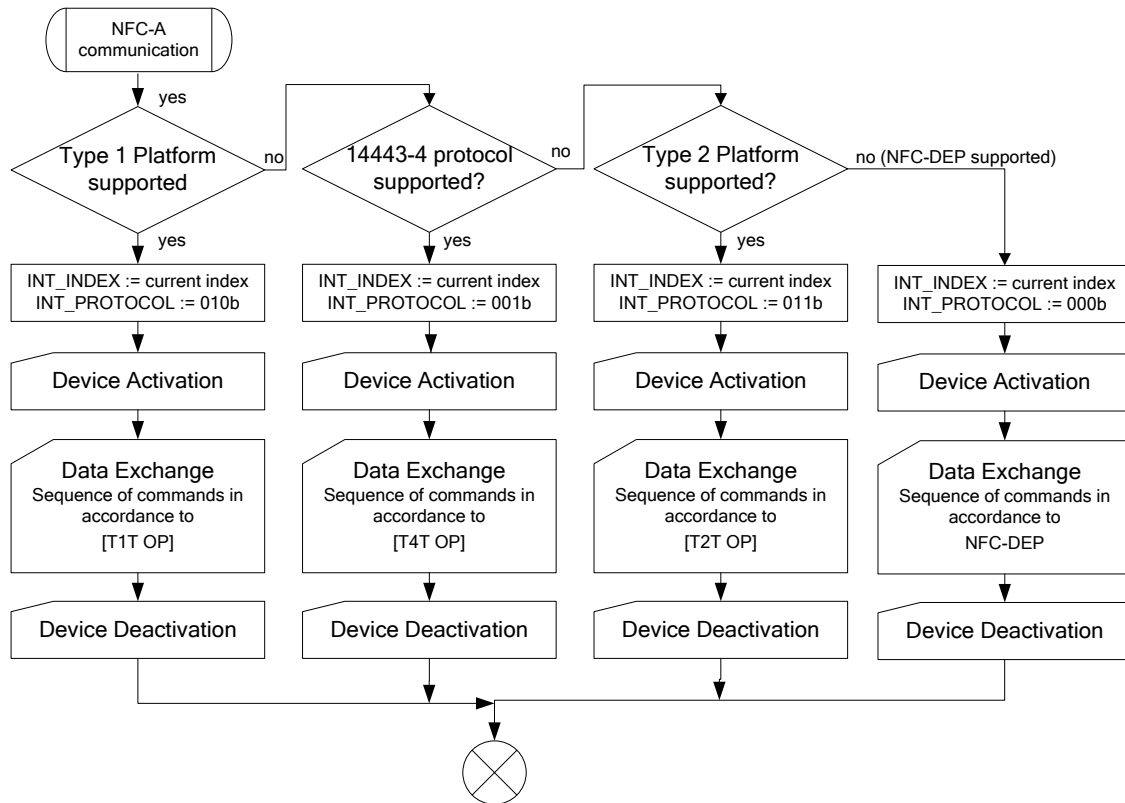 NFC-A
communication
yes
Type 1 Platform
supported
no
14443-4 protocol
supported?
no
Type 2 Platform
supported?
no (NFC-DEP supported)
yes
yes
yes
INT_INDEX := current index
INT_PROTOCOL := 010b
INT_INDEX := current index
INT_PROTOCOL := 001b
INT_INDEX := current index
INT_PROTOCOL := 011b
INT_INDEX := current index
INT_PROTOCOL := 000b
Device Activation
Device Activation
Device Activation
Device Activation
Data Exchange
Sequence of commands in
accordance to
[T1T OP]
Data Exchange
Sequence of commands in
accordance to
[T4T OP]
Data Exchange
Sequence of commands in
accordance to
[T2T OP]
Data Exchange
Sequence of commands in
accordance to
NFC-DEP
Device Deactivation
Device Deactivation
Device Deactivation
Device Deactivation